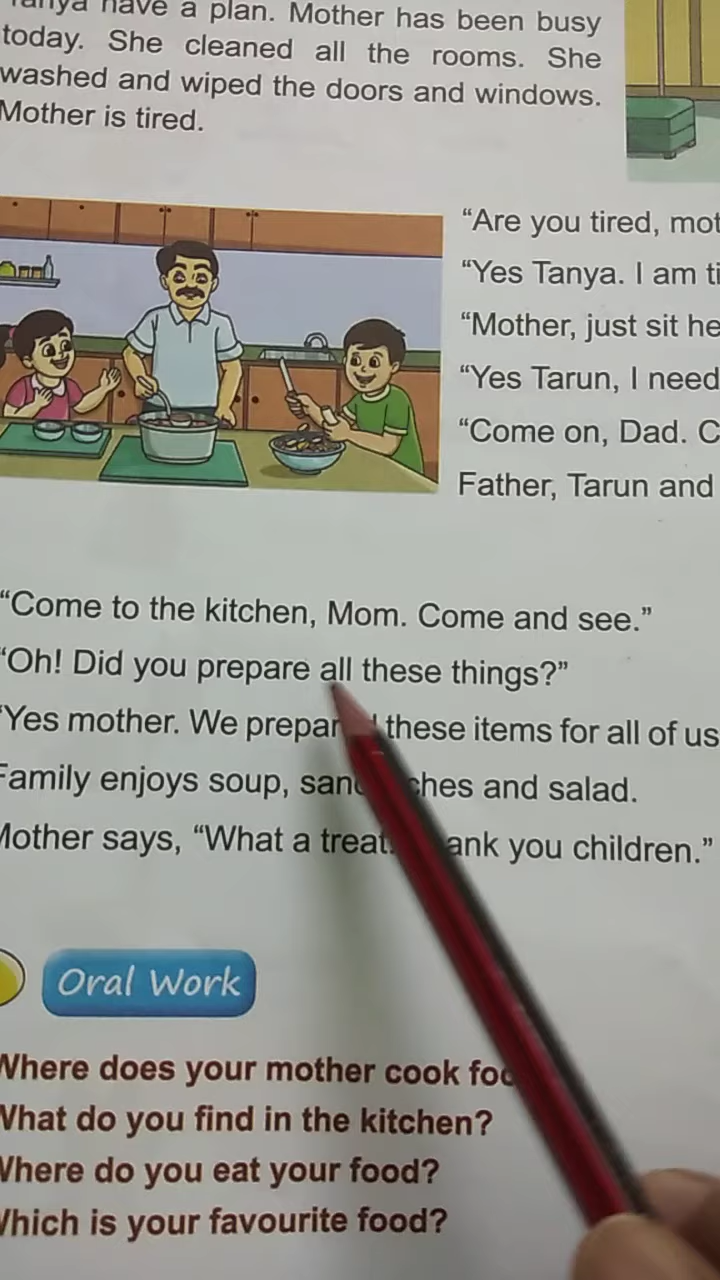 have a plan. Mother has been busy
today. She cleaned all the rooms. She
washed and wiped the doors and windows.
Mother is tired.
“Are you tired,
“Yes Tanya. I am
“Mother, just sit
“Yes Tarun, I need
“Come on, Dad.
Father, Tarun and
“Come to the kitchen, Mom. Come and see.”
“Oh! Did you prepare all these things?”
“Yes mother. We these items for all of us
Family enjoys soup, and salad.
Mother says, “What a treat. you children.”
Oral Work
Where does your mother cook
What do you find in the kitchen?
Where do you eat your food?
Which is your favourite food?